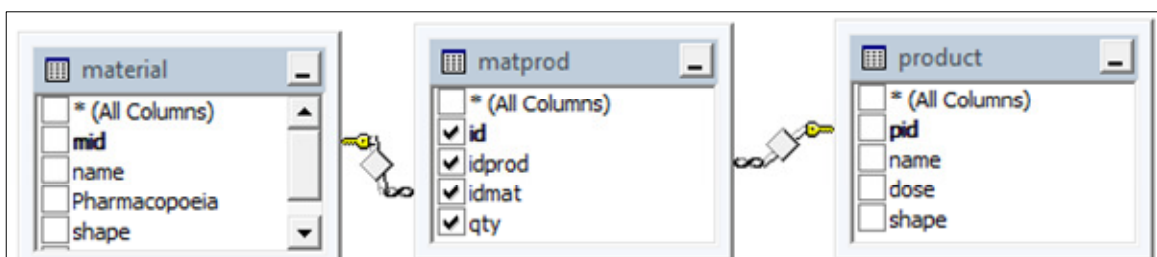 material
* (All Columns)
mid
name
Pharmacopoeia
shape
matprod
* (All Columns)
id
idprod
idmat
qty
product
* (All Columns)
pid
name
dose
shape